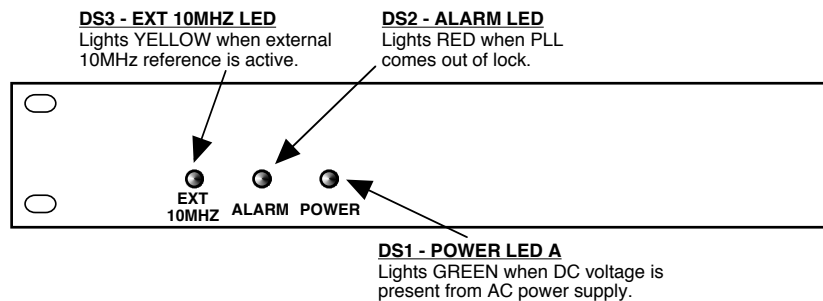 DS3 - EXT 10MHZ LED
Lights YELLOW when external
10MHz reference is active.
DS2 - ALARM LED
Lights RED when PLL
comes out of lock.
EXT
10MHZ
ALARM
POWER
DS1 - POWER LED A
Lights GREEN when DC voltage is
present from AC power supply.